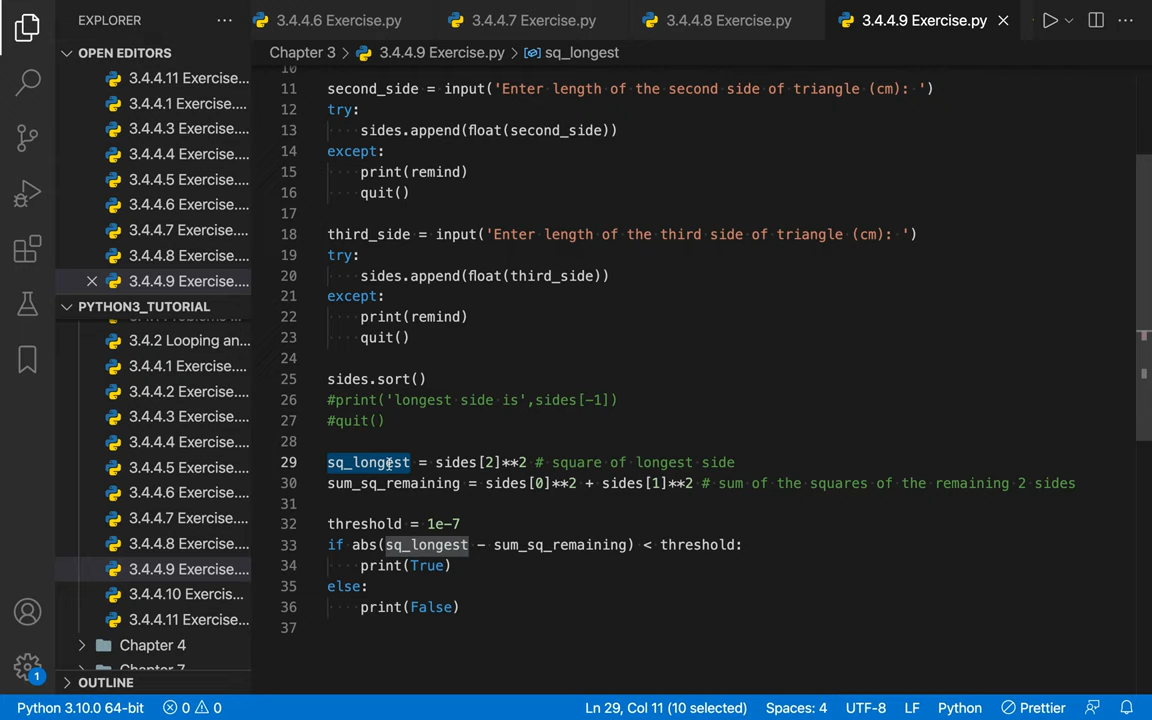 EXPLORER
3.4.4.6 Exercise.py
3.4.4.7 Exercise.py
3.4.4.8 Exercise.py
3.4.4.9 Exercise.py
OPEN EDITORS
3.4.4.11 Exercise....
3.4.4.1 Exercise....
3.4.4.3 Exercise....
3.4.4.4 Exercise....
3.4.4.5 Exercise....
3.4.4.6 Exercise....
3.4.4.7 Exercise....
3.4.4.8 Exercise....
3.4.4.9 Exercise....
PYTHON3_TUTORIAL
3.4.2 Looping an...
3.4.4.1 Exercise....
3.4.4.2 Exercise....
3.4.4.3 Exercise....
3.4.4.4 Exercise....
3.4.4.5 Exercise....
3.4.4.6 Exercise....
3.4.4.7 Exercise....
3.4.4.8 Exercise....
3.4.4.9 Exercise....
3.4.4.10 Exercis....
3.4.4.11 Exercise....
Chapter 4
Chapter 7
OUTLINE
Chapter 3 > 3.4.4.9 Exercise.py > sq_longest
10
11 second_side = input('Enter length of the second side of triangle (cm): ')
12 try:
13     sides.append(float(second_side))
14 except:
15     print(remind)
16     quit()
17
18 third_side = input('Enter length of the third side of triangle (cm): ')
19 try:
20     sides.append(float(third_side))
21 except:
22     print(remind)
23     quit()
24
25 sides.sort()
26 #print('longest side is',sides[-1])
27 #quit()
28
29 sq_longest = sides[2]**2 # square of longest side
30 sum_sq_remaining = sides[0]**2 + sides[1]**2 # sum of the squares of the remaining 2 sides
31
32 threshold = 1e-7
33 if abs(sq_longest - sum_sq_remaining) < threshold:
34     print(True)
35 else:
36     print(False)
37
1
Python 3.10.0 64-bit
0
0
Ln 29, Col 11 (10 selected)
Spaces: 4
UTF-8
LF
Python
Prettier